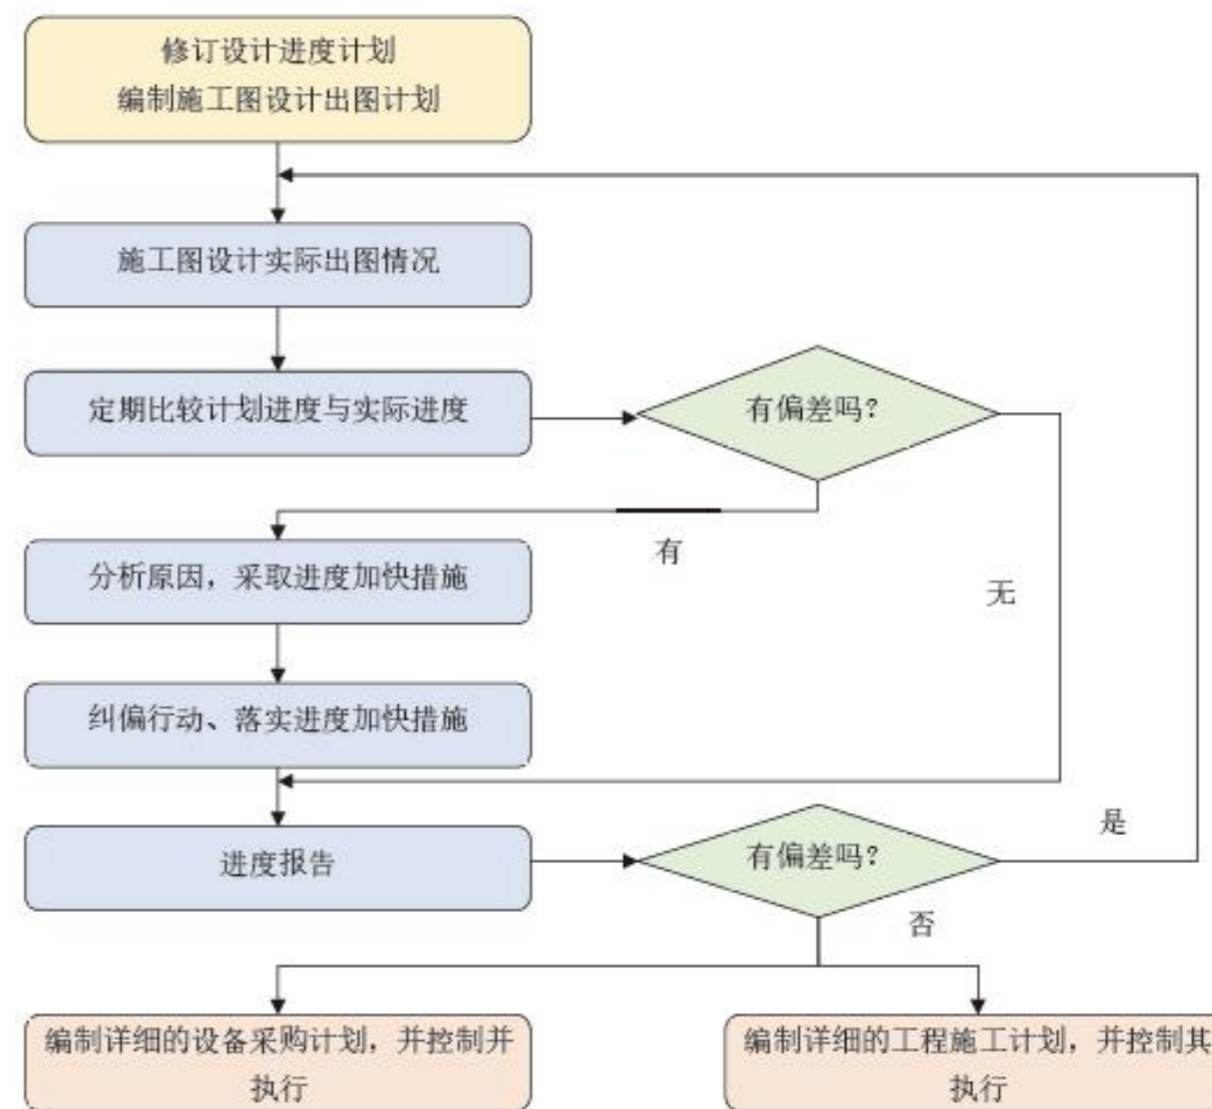 修订设计进度计划
编制施工图设计出图计划
施工图设计实际出图情况
定期比较计划进度与实际进度
有偏差吗?
有
分析原因，采取进度加快措施
无
纠偏行动、落实进度加快措施
是
进度报告
有偏差吗?
否
编制详细的设备采购计划，并控制并
执行
编制详细的工程施工计划，并控制其
执行